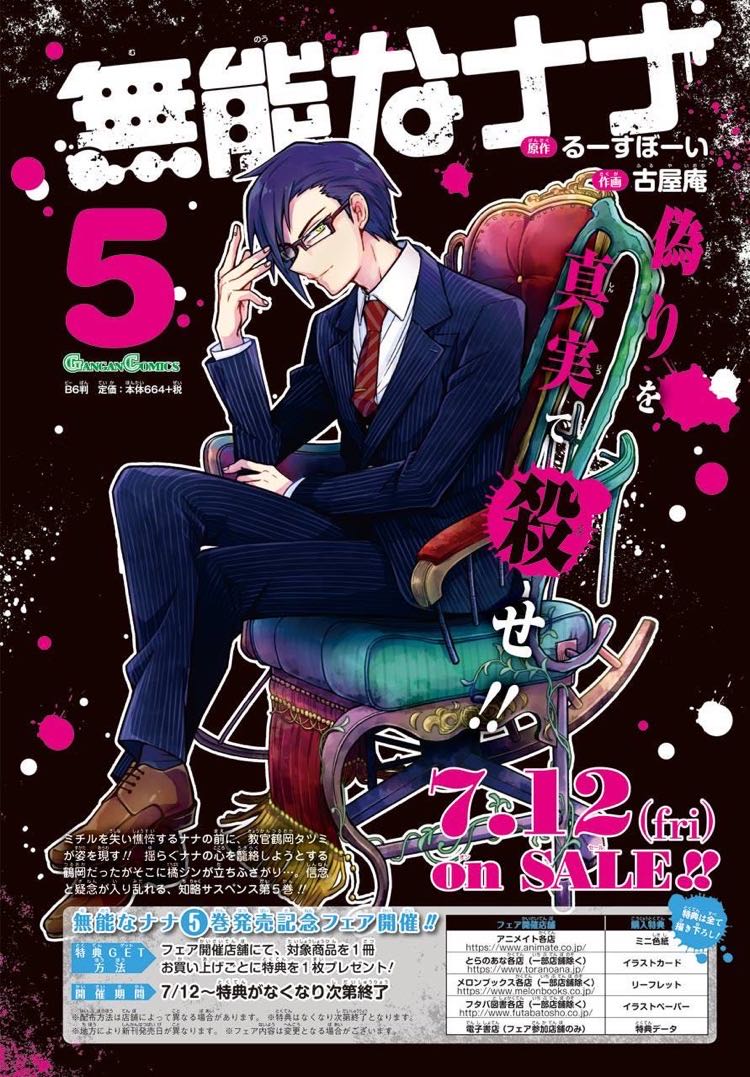 無能なナナ
原作 るーすぼーい
作画 古屋庵
5
GANGAN COMICS
B6判 定価：本体664+税
偽りを
真実で
殺せ!!
7.12(fri)
on SALE!!
ミチルを失い憔悴するナナの前に、教官鶴岡タツミ
が姿を現す!! 揺らぐナナの心を籠絡しようとする
鶴岡だったがそこに橘ジンが立ちふさがり…。信念
と疑念が入り乱れる、知略サスペンス第5巻!!
無能なナナ5巻発売記念フェア開催!!
特典GET
方法
フェア開催店舗にて、対象商品を1冊
お買い上げごとに特典を1枚プレゼント!
開催期間
7/12～特典がなくなり次第終了
※配布方法は店舗によって異なる場合があります。 ※特典はなくなり次第終了となります。
※地方により新刊発売日が異なります。 ※フェア内容は変更となる場合がございます。
特典は全て
描き下ろし!
フェア開催店舗 購入特典
アニメイト各店
https://www.animate.co.jp/
ミニ色紙
とらのあな各店（一部店舗除く）
https://www.toranoana.jp/
イラストカード
メロンブックス各店（一部店舗除く）
https://www.melonbooks.co.jp/
リーフレット
フタバ図書各店（一部店舗除く）
http://www.futabatosho.co.jp/
イラストペーパー
電子書店（フェア参加店舗のみ） 特典データ